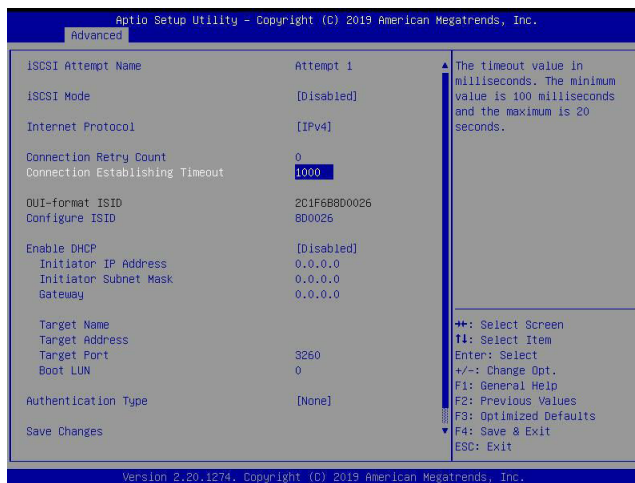 Aptio Setup Utility – Copyright (C) 2019 American Megatrends, Inc.
Advanced
iSCSI Attempt Name Attempt 1
iSCSI Mode [Disabled]
Internet Protocol [IPv4]
Connection Retry Count 0
Connection Establishing Timeout 1000
OUI-format ISID 2C1F6B8D0026
Configure ISID 8D0026
Enable DHCP [Disabled]
Initiator IP Address 0.0.0.0
Initiator Subnet Mask 0.0.0.0
Gateway 0.0.0.0
Target Name
Target Address
Target Port 3260
Boot LUN 0
Authentication Type [None]
Save Changes
The timeout value in
milliseconds. The minimum
value is 100 milliseconds
and the maximum is 20
seconds.
→←: Select Screen
↑↓: Select Item
Enter: Select
+/-: Change Opt.
F1: General Help
F2: Previous Values
F3: Optimized Defaults
F4: Save & Exit
ESC: Exit
Version 2.20.1274. Copyright (C) 2019 American Megatrends, Inc.